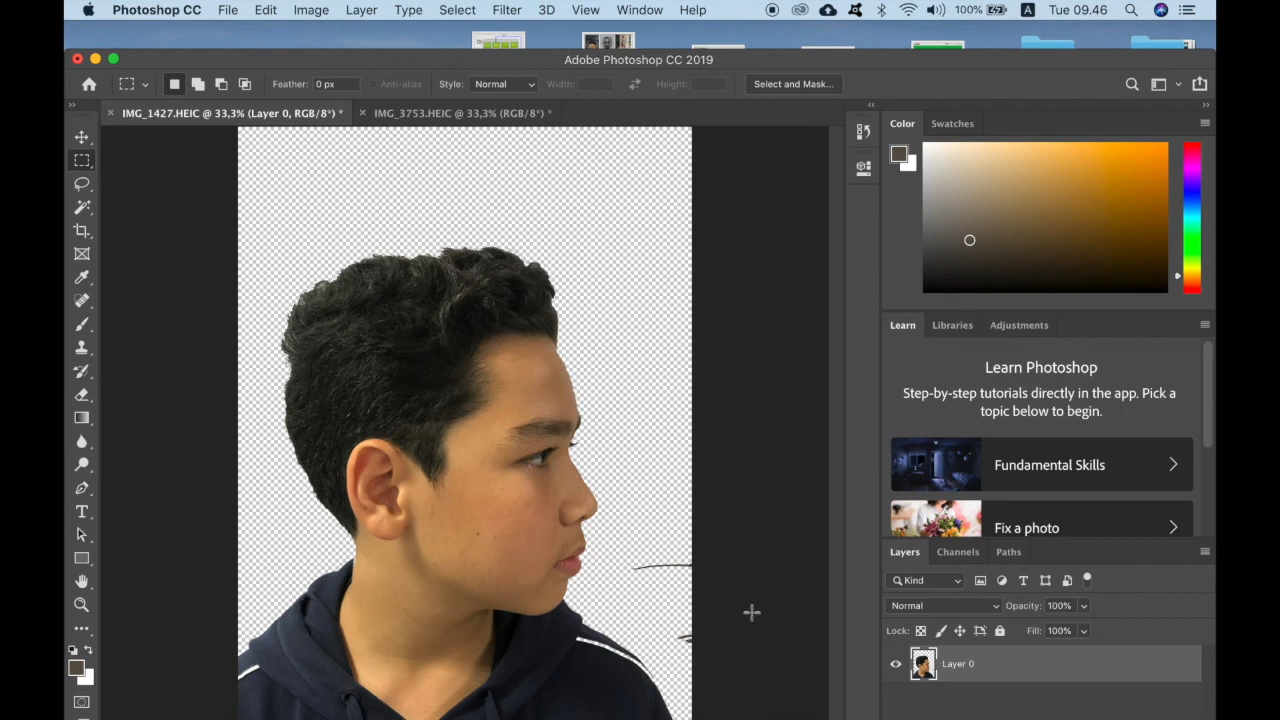 Photoshop CC File Edit Image Layer Type Select Filter 3D View Window Help 100% A Tue 09.46
Adobe Photoshop CC 2019
Feather: 0 px Anti-alias Style: Normal Width: Height: Select and Mask...
× IMG_1427.HEIC @ 33,3% (Layer 0, RGB/8*) * × IMG_3753.HEIC @ 33,3% (RGB/8*) *
Color Swatches
Learn Libraries Adjustments
Learn Photoshop
Step-by-step tutorials directly in the app. Pick a
topic below to begin.
Fundamental Skills
Fix a photo
Layers Channels Paths
Kind
Normal Opacity: 100%
Lock: Fill: 100%
Layer 0